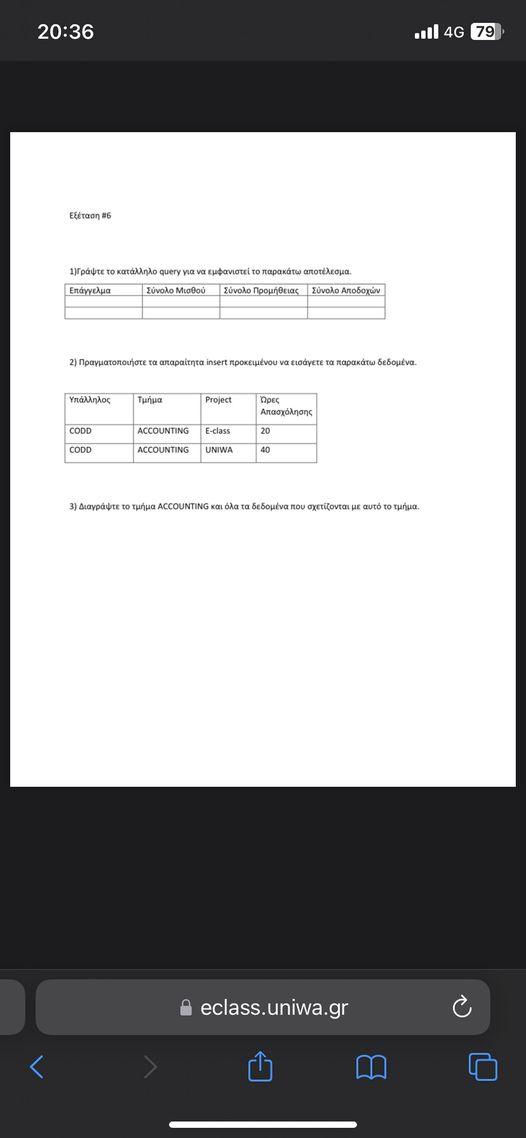 20:36
4G 79
Εξέταση #6
1)Γράψτε το κατάλληλο query για να εμφανιστεί το παρακάτω αποτέλεσμα.
Επάγγελμα Σύνολο Μισθού Σύνολο Προμήθειας Σύνολο Αποδοχών
2) Πραγματοποιήστε τα απαραίτητα insert προκειμένου να εισάγετε τα παρακάτω δεδομένα.
Υπάλληλος Τμήμα Project Ώρες
Απασχόλησης
CODD ACCOUNTING E-class 20
CODD ACCOUNTING UNIWA 40
3) Διαγράψτε το τμήμα ACCOUNTING και όλα τα δεδομένα που σχετίζονται με αυτό το τμήμα.
eclass.uniwa.gr